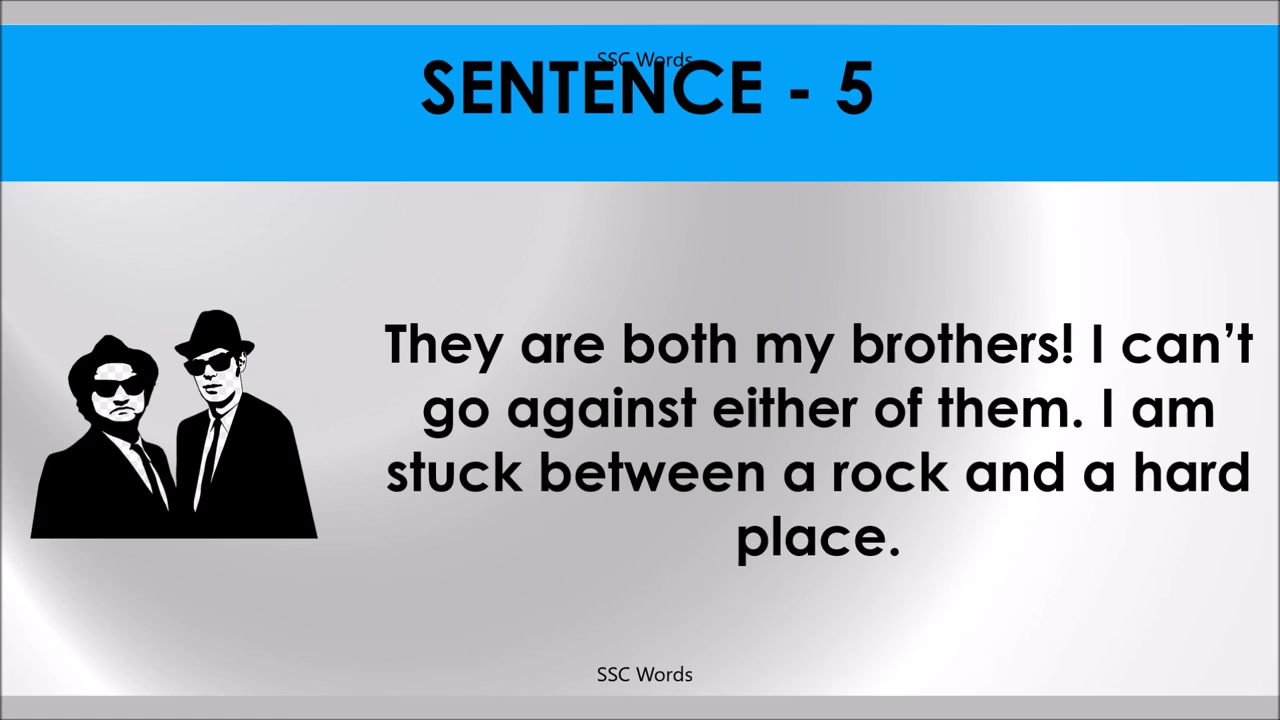 SSC Words
SENTENCE - 5
They are both my brothers! I can’t
go against either of them. I am
stuck between a rock and a hard
place.
SSC Words